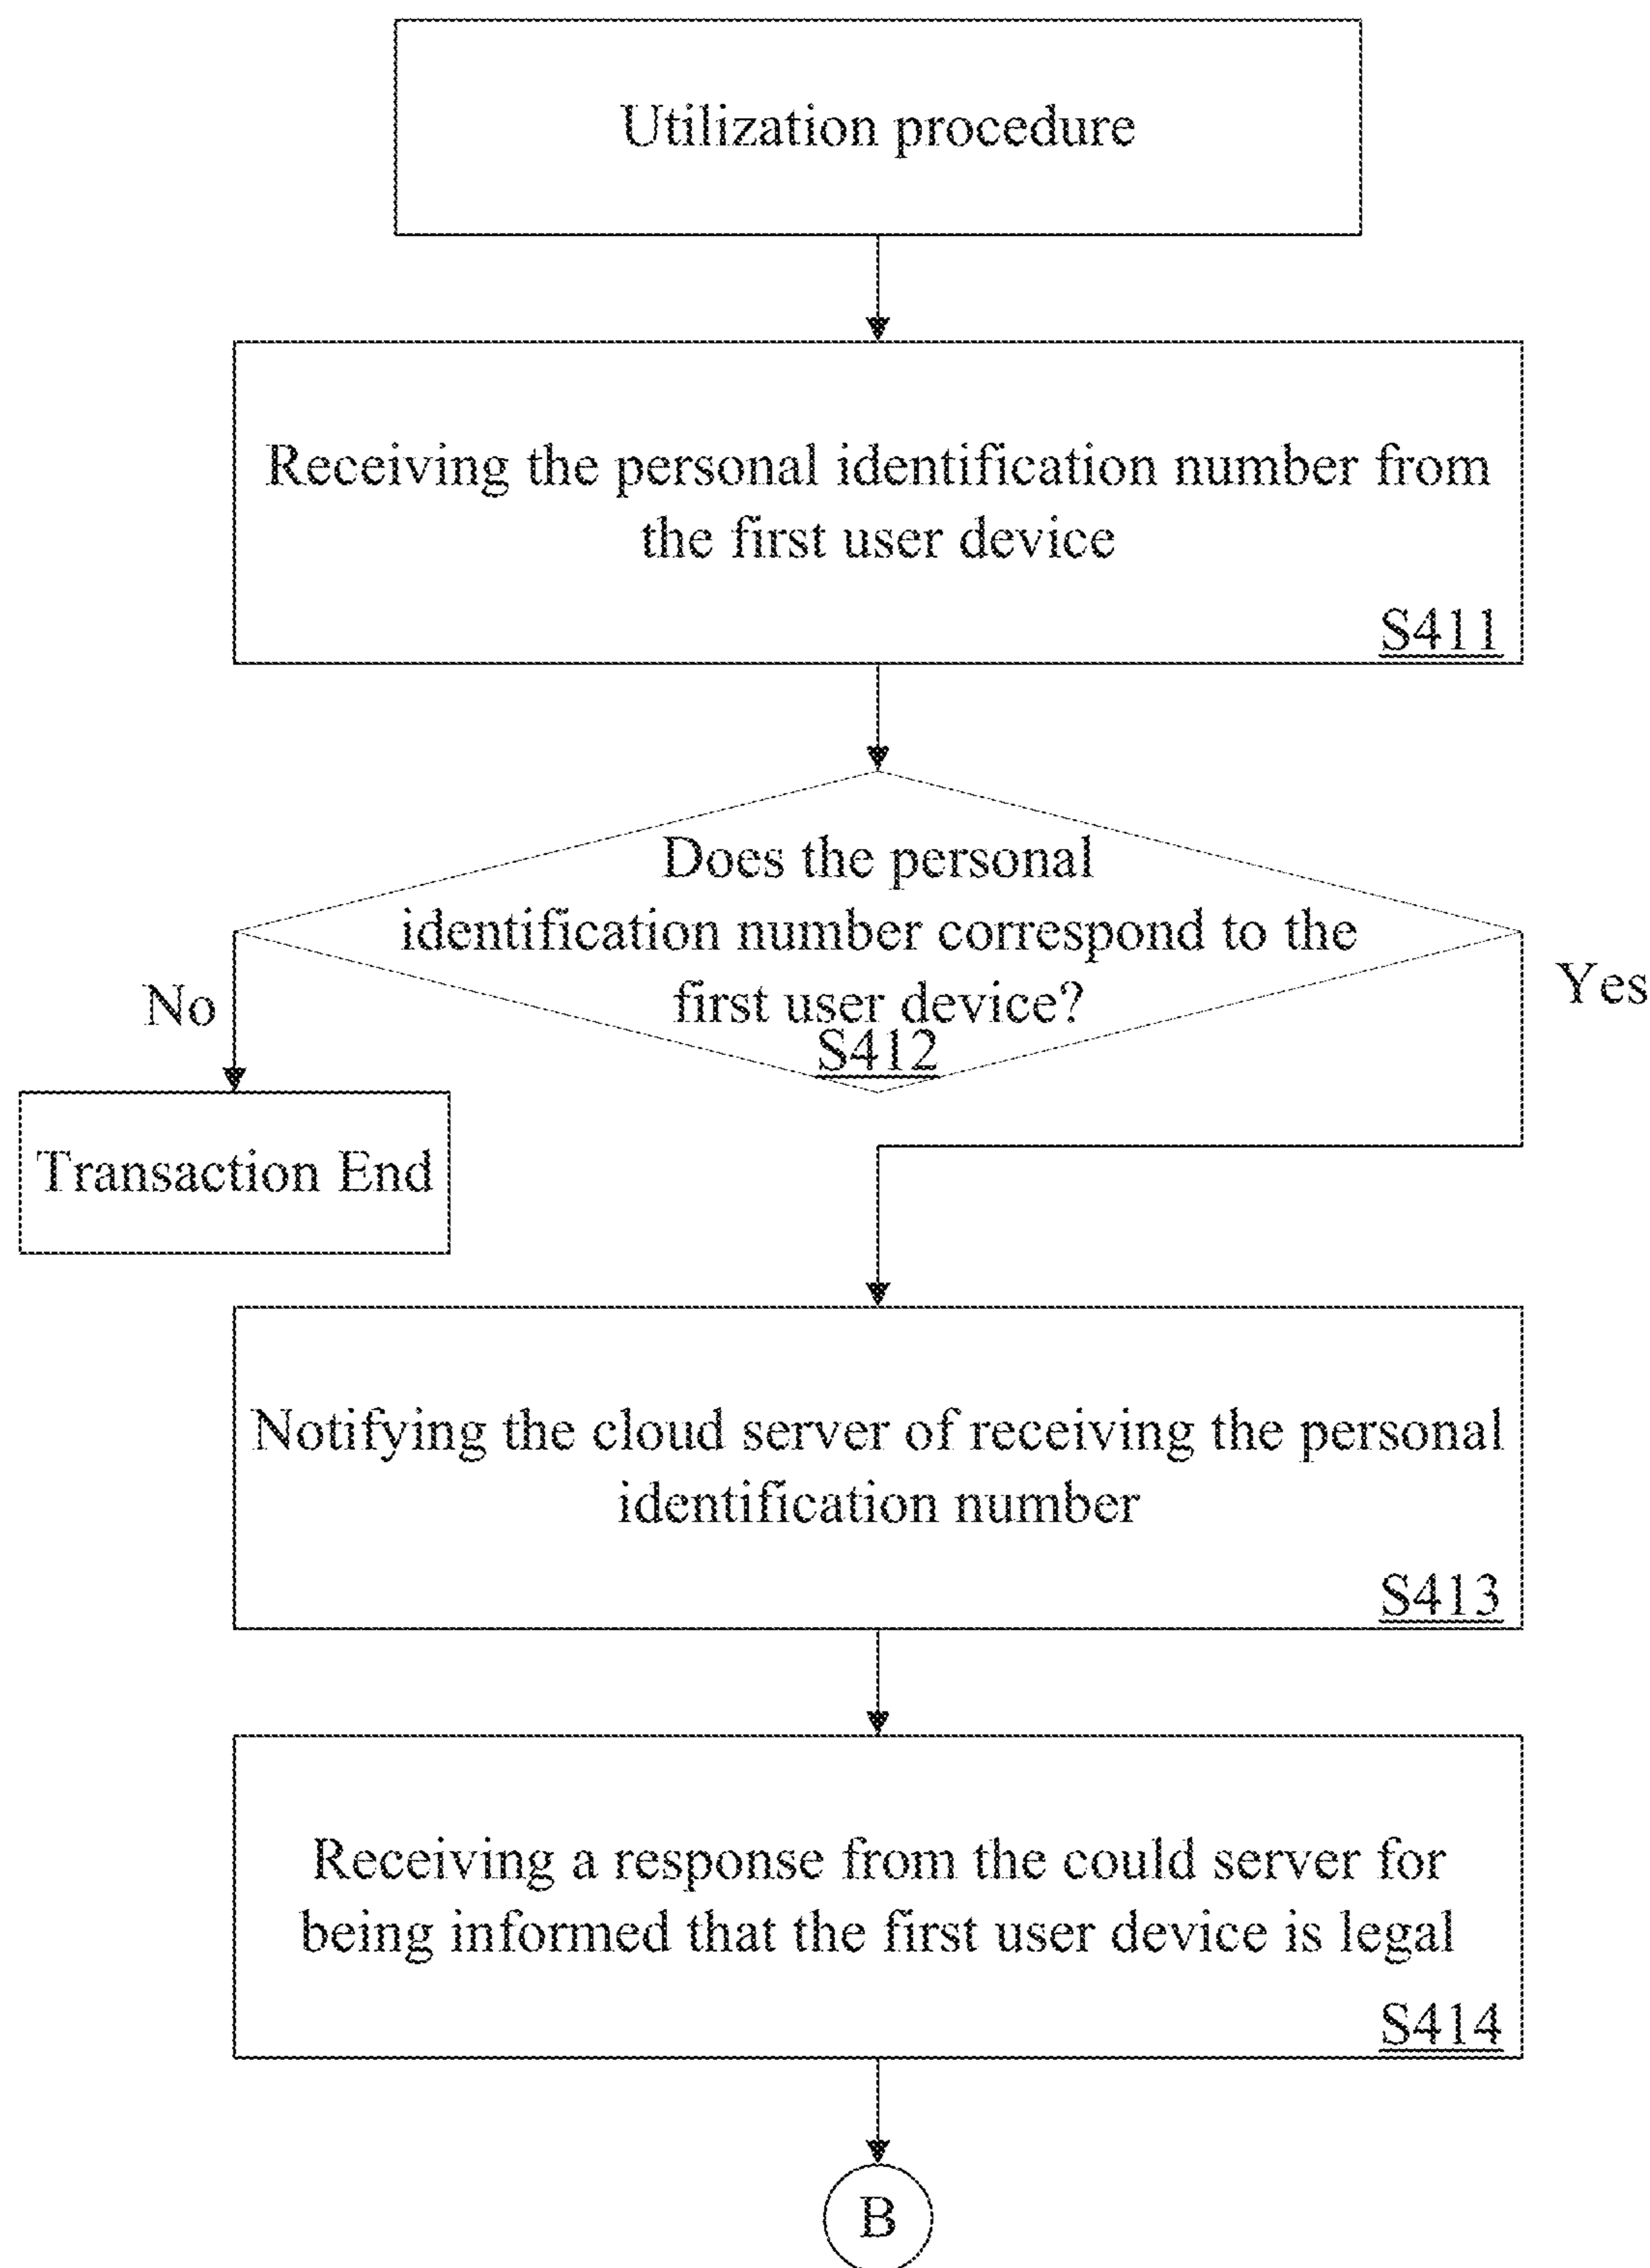 Utilization procedure
Receiving the personal identification number from
the first user device
S411
Does the personal
identification number correspond to the
first user device?
S412
No
Yes
Transaction End
Notifying the cloud server of receiving the personal
identification number
S413
Receiving a response from the could server for
being informed that the first user device is legal
S414
B